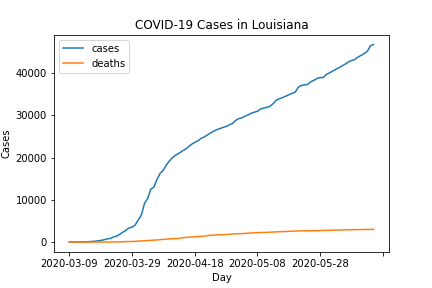 COVID-19 Cases in Louisiana
cases
deaths
40000
30000
20000
10000
0
Cases
2020-03-09 2020-03-29 2020-04-18 2020-05-08 2020-05-28
Day